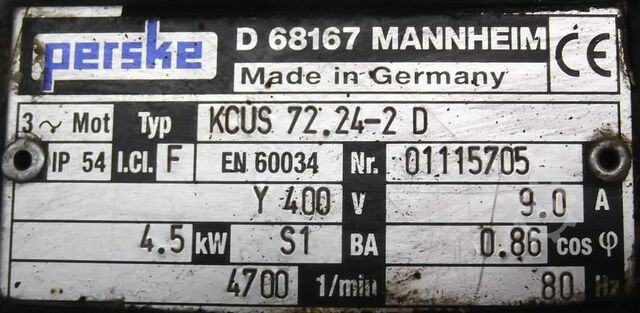 perske D 68167 MANNHEIM CE
Made in Germany
3 ~ Mot Typ KCUS 72.24-2 D
IP 54 I.Cl. F EN 60034 Nr. 01115705
Y 400 V 9.0 A
4.5 kW S1 BA 0.86 cos φ
4700 1/min 80 Hz